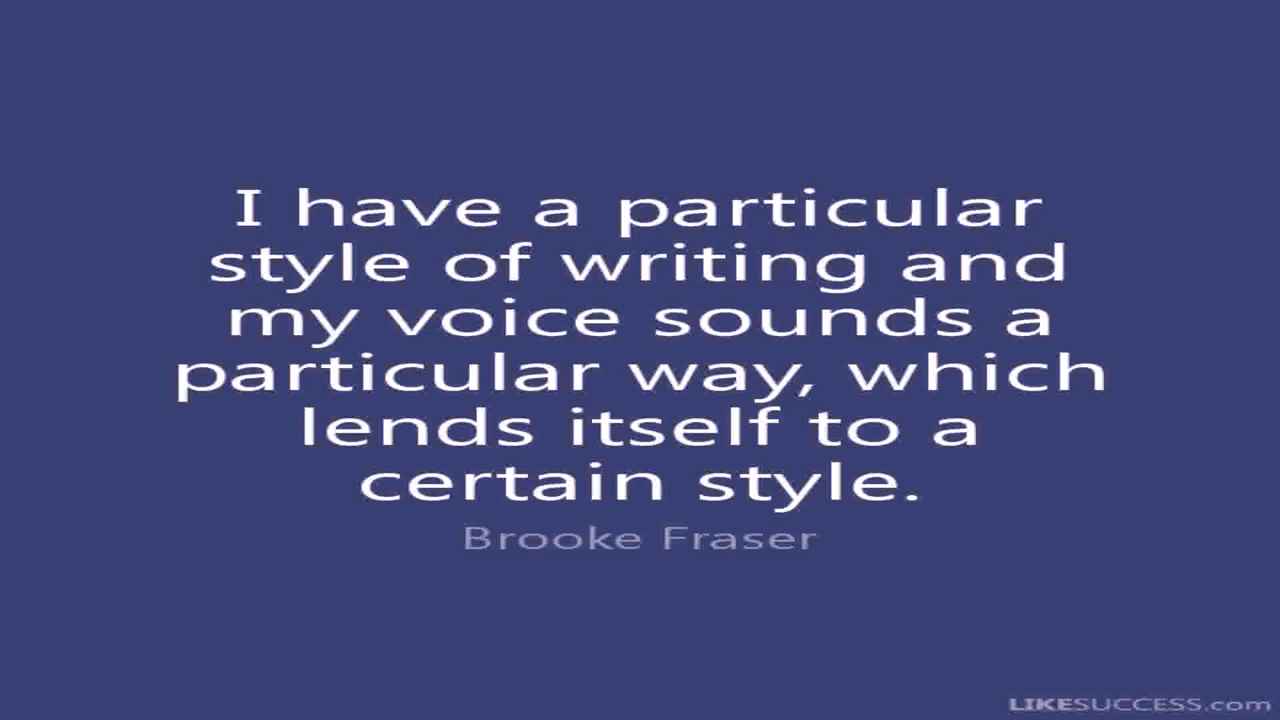 I have a particular
style of writing and
my voice sounds a
particular way, which
lends itself to a
certain style.
Brooke Fraser
LIKESUCCESS.com